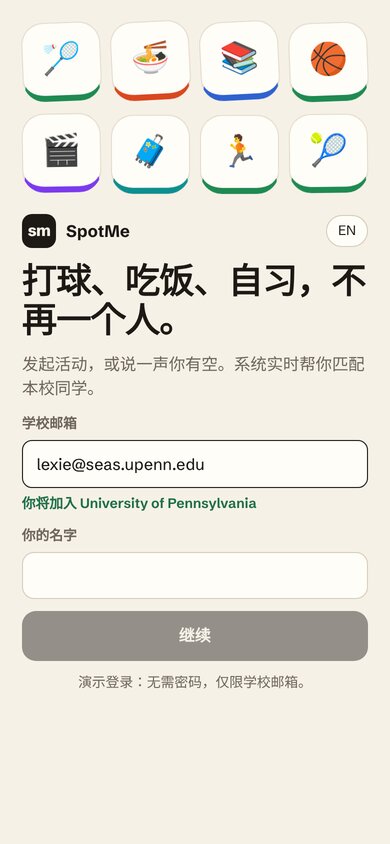 sm SpotMe EN
打球、吃饭、自习，不
再一个人。
发起活动，或说一声你有空。系统实时帮你匹配
本校同学。
学校邮箱
lexie@seas.upenn.edu
你将加入 University of Pennsylvania
你的名字
继续
演示登录：无需密码，仅限学校邮箱。